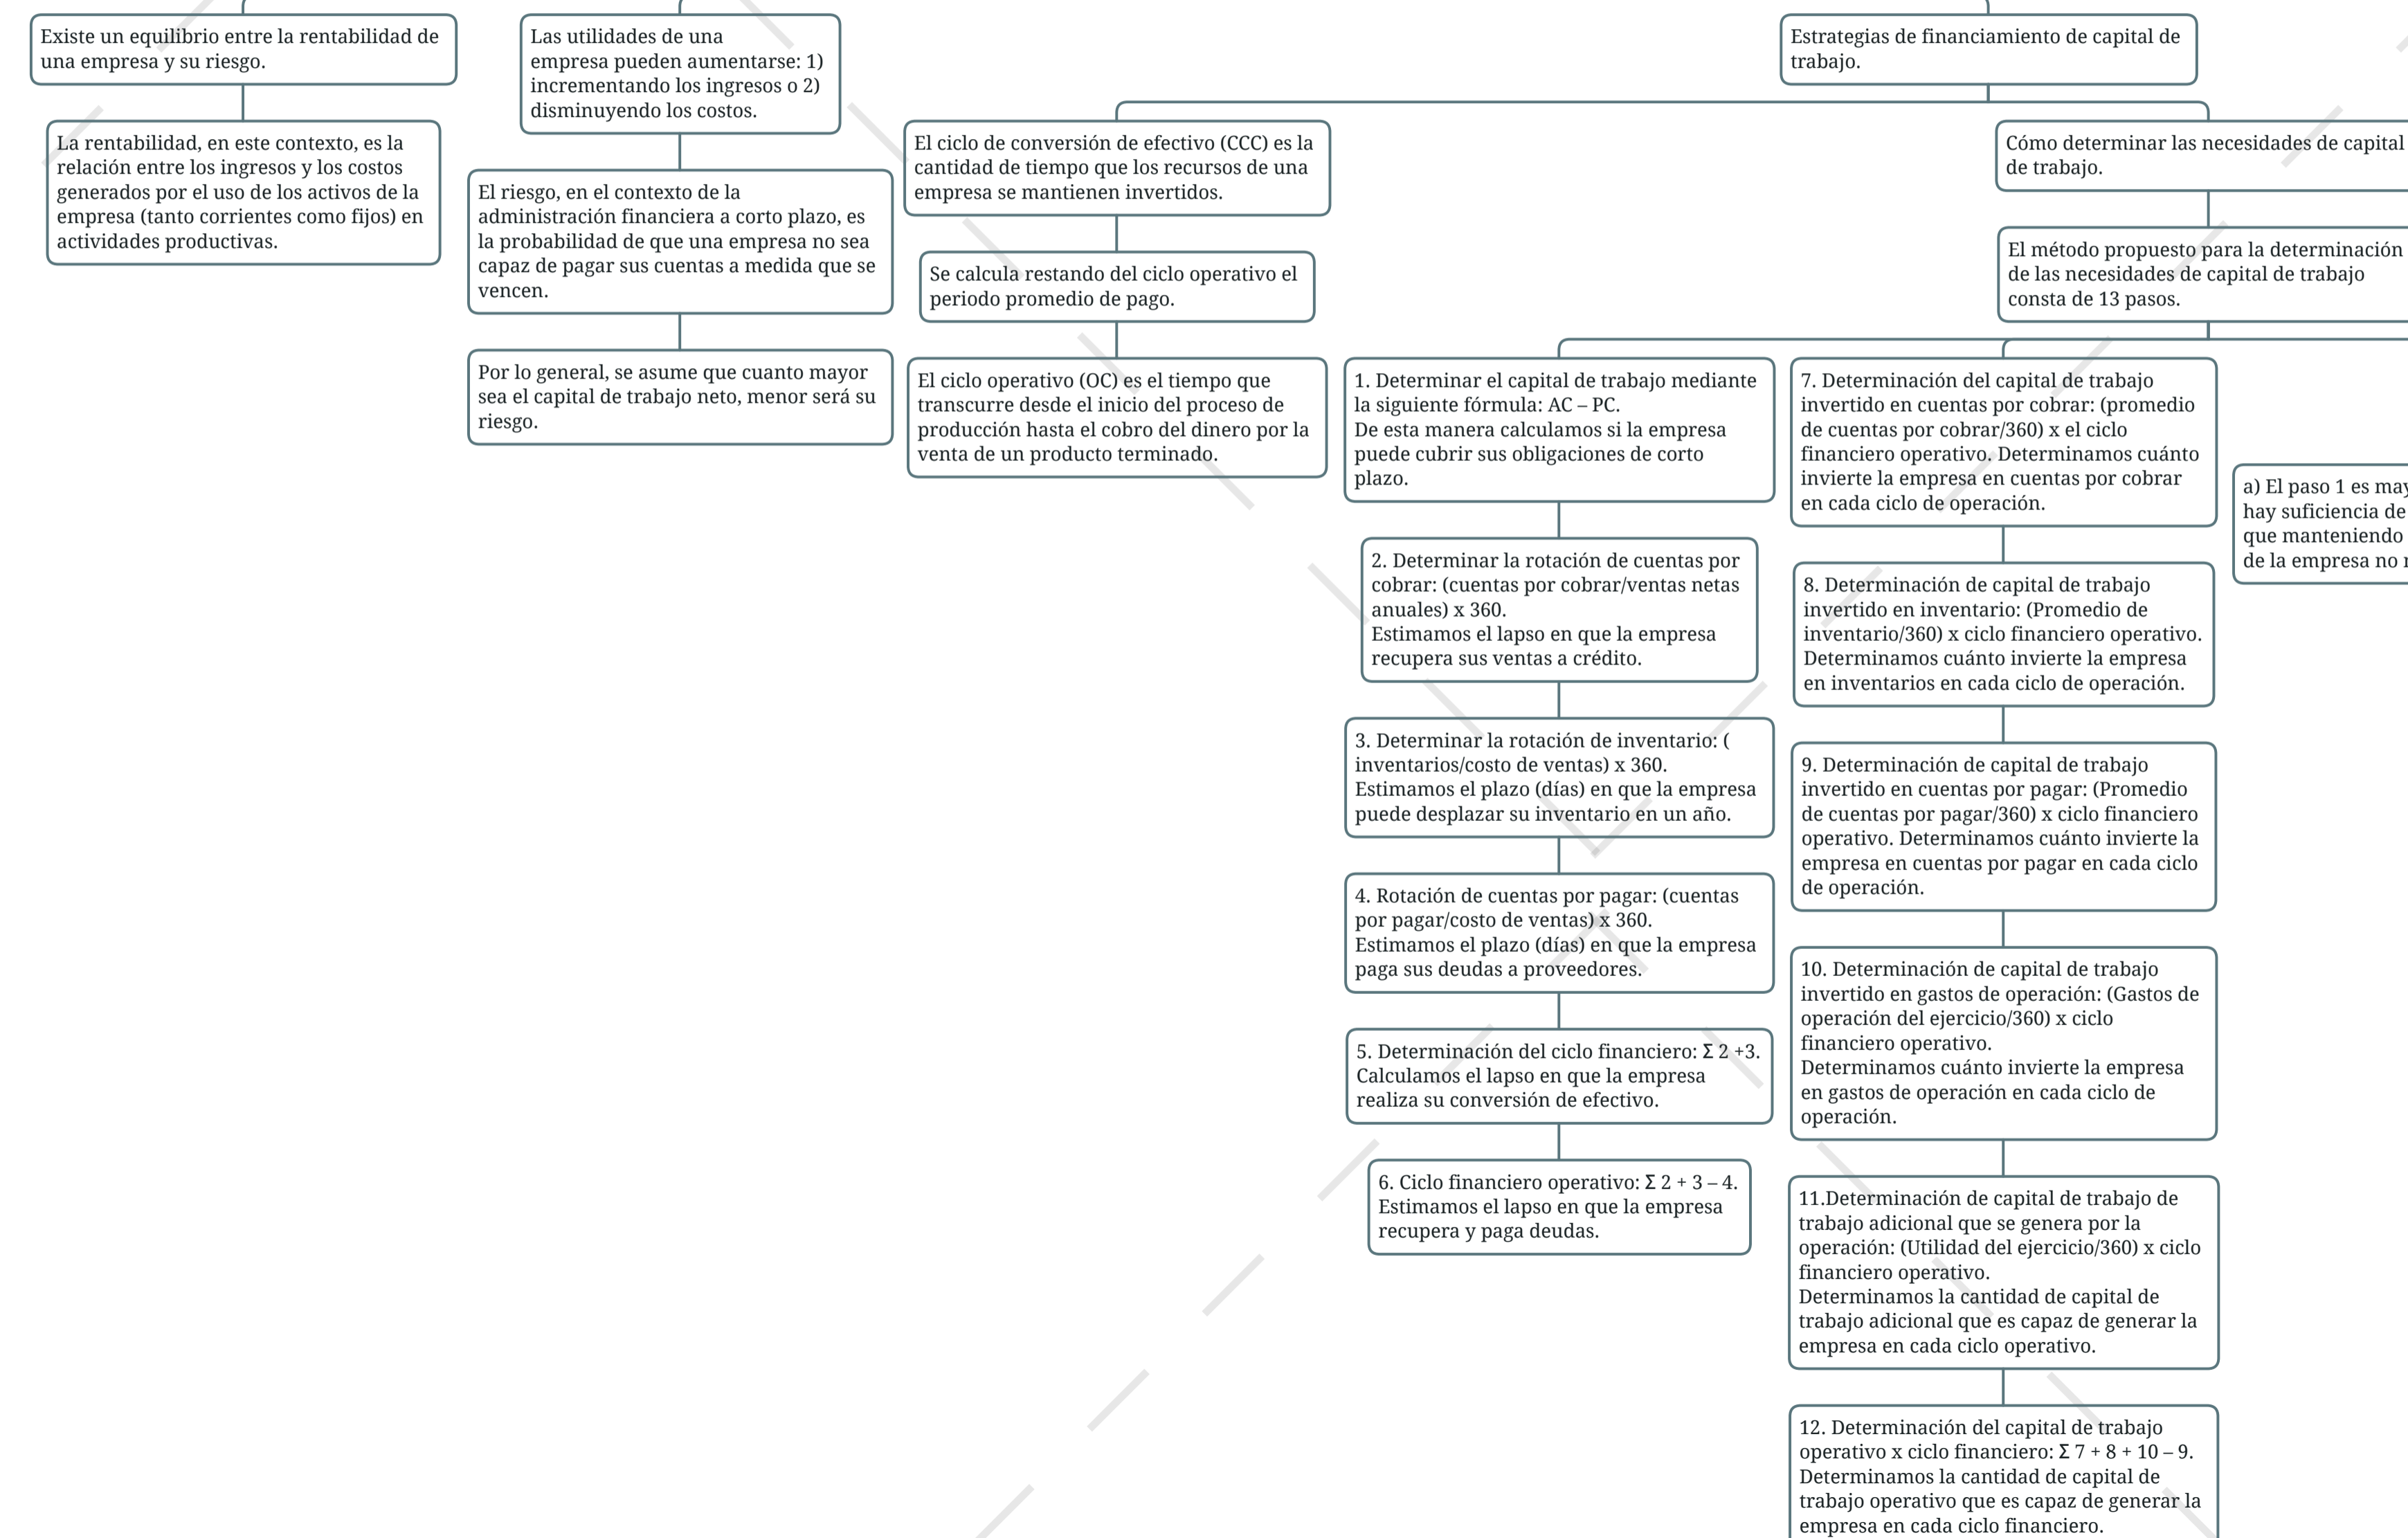 Existe un equilibrio entre la rentabilidad de
una empresa y su riesgo.
La rentabilidad, en este contexto, es la
relación entre los ingresos y los costos
generados por el uso de los activos de la
empresa (tanto corrientes como fijos) en
actividades productivas.
Las utilidades de una
empresa pueden aumentarse: 1)
incrementando los ingresos o 2)
disminuyendo los costos.
El riesgo, en el contexto de la
administración financiera a corto plazo, es
la probabilidad de que una empresa no sea
capaz de pagar sus cuentas a medida que se
vencen.
Por lo general, se asume que cuanto mayor
sea el capital de trabajo neto, menor será su
riesgo.
Estrategias de financiamiento de capital de
trabajo.
El ciclo de conversión de efectivo (CCC) es la
cantidad de tiempo que los recursos de una
empresa se mantienen invertidos.
Se calcula restando del ciclo operativo el
periodo promedio de pago.
El ciclo operativo (OC) es el tiempo que
transcurre desde el inicio del proceso de
producción hasta el cobro del dinero por la
venta de un producto terminado.
Cómo determinar las necesidades de capital
de trabajo.
El método propuesto para la determinación
de las necesidades de capital de trabajo
consta de 13 pasos.
1. Determinar el capital de trabajo mediante
la siguiente fórmula: AC – PC.
De esta manera calculamos si la empresa
puede cubrir sus obligaciones de corto
plazo.
2. Determinar la rotación de cuentas por
cobrar: (cuentas por cobrar/ventas netas
anuales) x 360.
Estimamos el lapso en que la empresa
recupera sus ventas a crédito.
3. Determinar la rotación de inventario: (
inventarios/costo de ventas) x 360.
Estimamos el plazo (días) en que la empresa
puede desplazar su inventario en un año.
4. Rotación de cuentas por pagar: (cuentas
por pagar/costo de ventas) x 360.
Estimamos el plazo (días) en que la empresa
paga sus deudas a proveedores.
5. Determinación del ciclo financiero: Σ 2 +3.
Calculamos el lapso en que la empresa
realiza su conversión de efectivo.
6. Ciclo financiero operativo: Σ 2 + 3 – 4.
Estimamos el lapso en que la empresa
recupera y paga deudas.
7. Determinación del capital de trabajo
invertido en cuentas por cobrar: (promedio
de cuentas por cobrar/360) x el ciclo
financiero operativo. Determinamos cuánto
invierte la empresa en cuentas por cobrar
en cada ciclo de operación.
8. Determinación de capital de trabajo
invertido en inventario: (Promedio de
inventario/360) x ciclo financiero operativo.
Determinamos cuánto invierte la empresa
en inventarios en cada ciclo de operación.
9. Determinación de capital de trabajo
invertido en cuentas por pagar: (Promedio
de cuentas por pagar/360) x ciclo financiero
operativo. Determinamos cuánto invierte la
empresa en cuentas por pagar en cada ciclo
de operación.
10. Determinación de capital de trabajo
invertido en gastos de operación: (Gastos de
operación del ejercicio/360) x ciclo
financiero operativo.
Determinamos cuánto invierte la empresa
en gastos de operación en cada ciclo de
operación.
11.Determinación de capital de trabajo de
trabajo adicional que se genera por la
operación: (Utilidad del ejercicio/360) x ciclo
financiero operativo.
Determinamos la cantidad de capital de
trabajo adicional que es capaz de generar la
empresa en cada ciclo operativo.
12. Determinación del capital de trabajo
operativo x ciclo financiero: Σ 7 + 8 + 10 – 9.
Determinamos la cantidad de capital de
trabajo operativo que es capaz de generar la
empresa en cada ciclo financiero.
a) El paso 1 es
hay suficiencia de
que manteniendo
de la empresa no